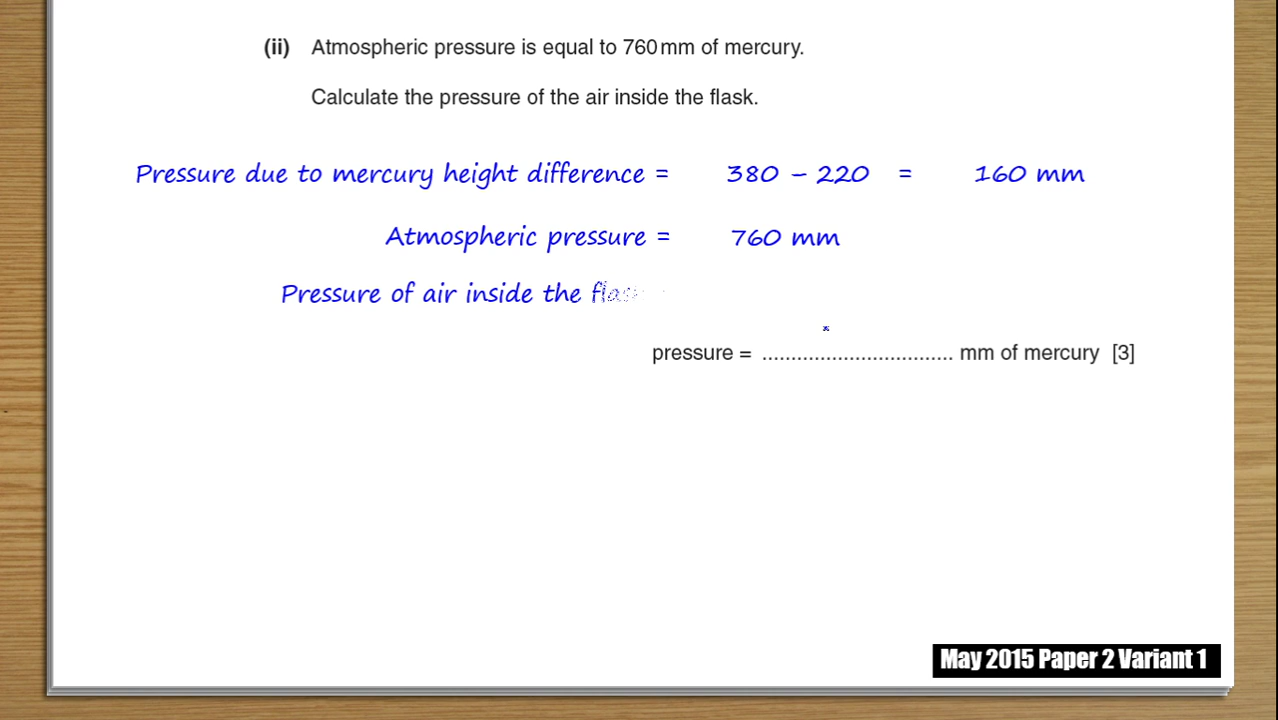 (ii) Atmospheric pressure is equal to 760 mm of mercury.
Calculate the pressure of the air inside the flask.
Pressure due to mercury height difference = 380 – 220 = 160 mm
Atmospheric pressure = 760 mm
Pressure of air inside the
pressure = ................................. mm of mercury [3]
May 2015 Paper 2 Variant 1